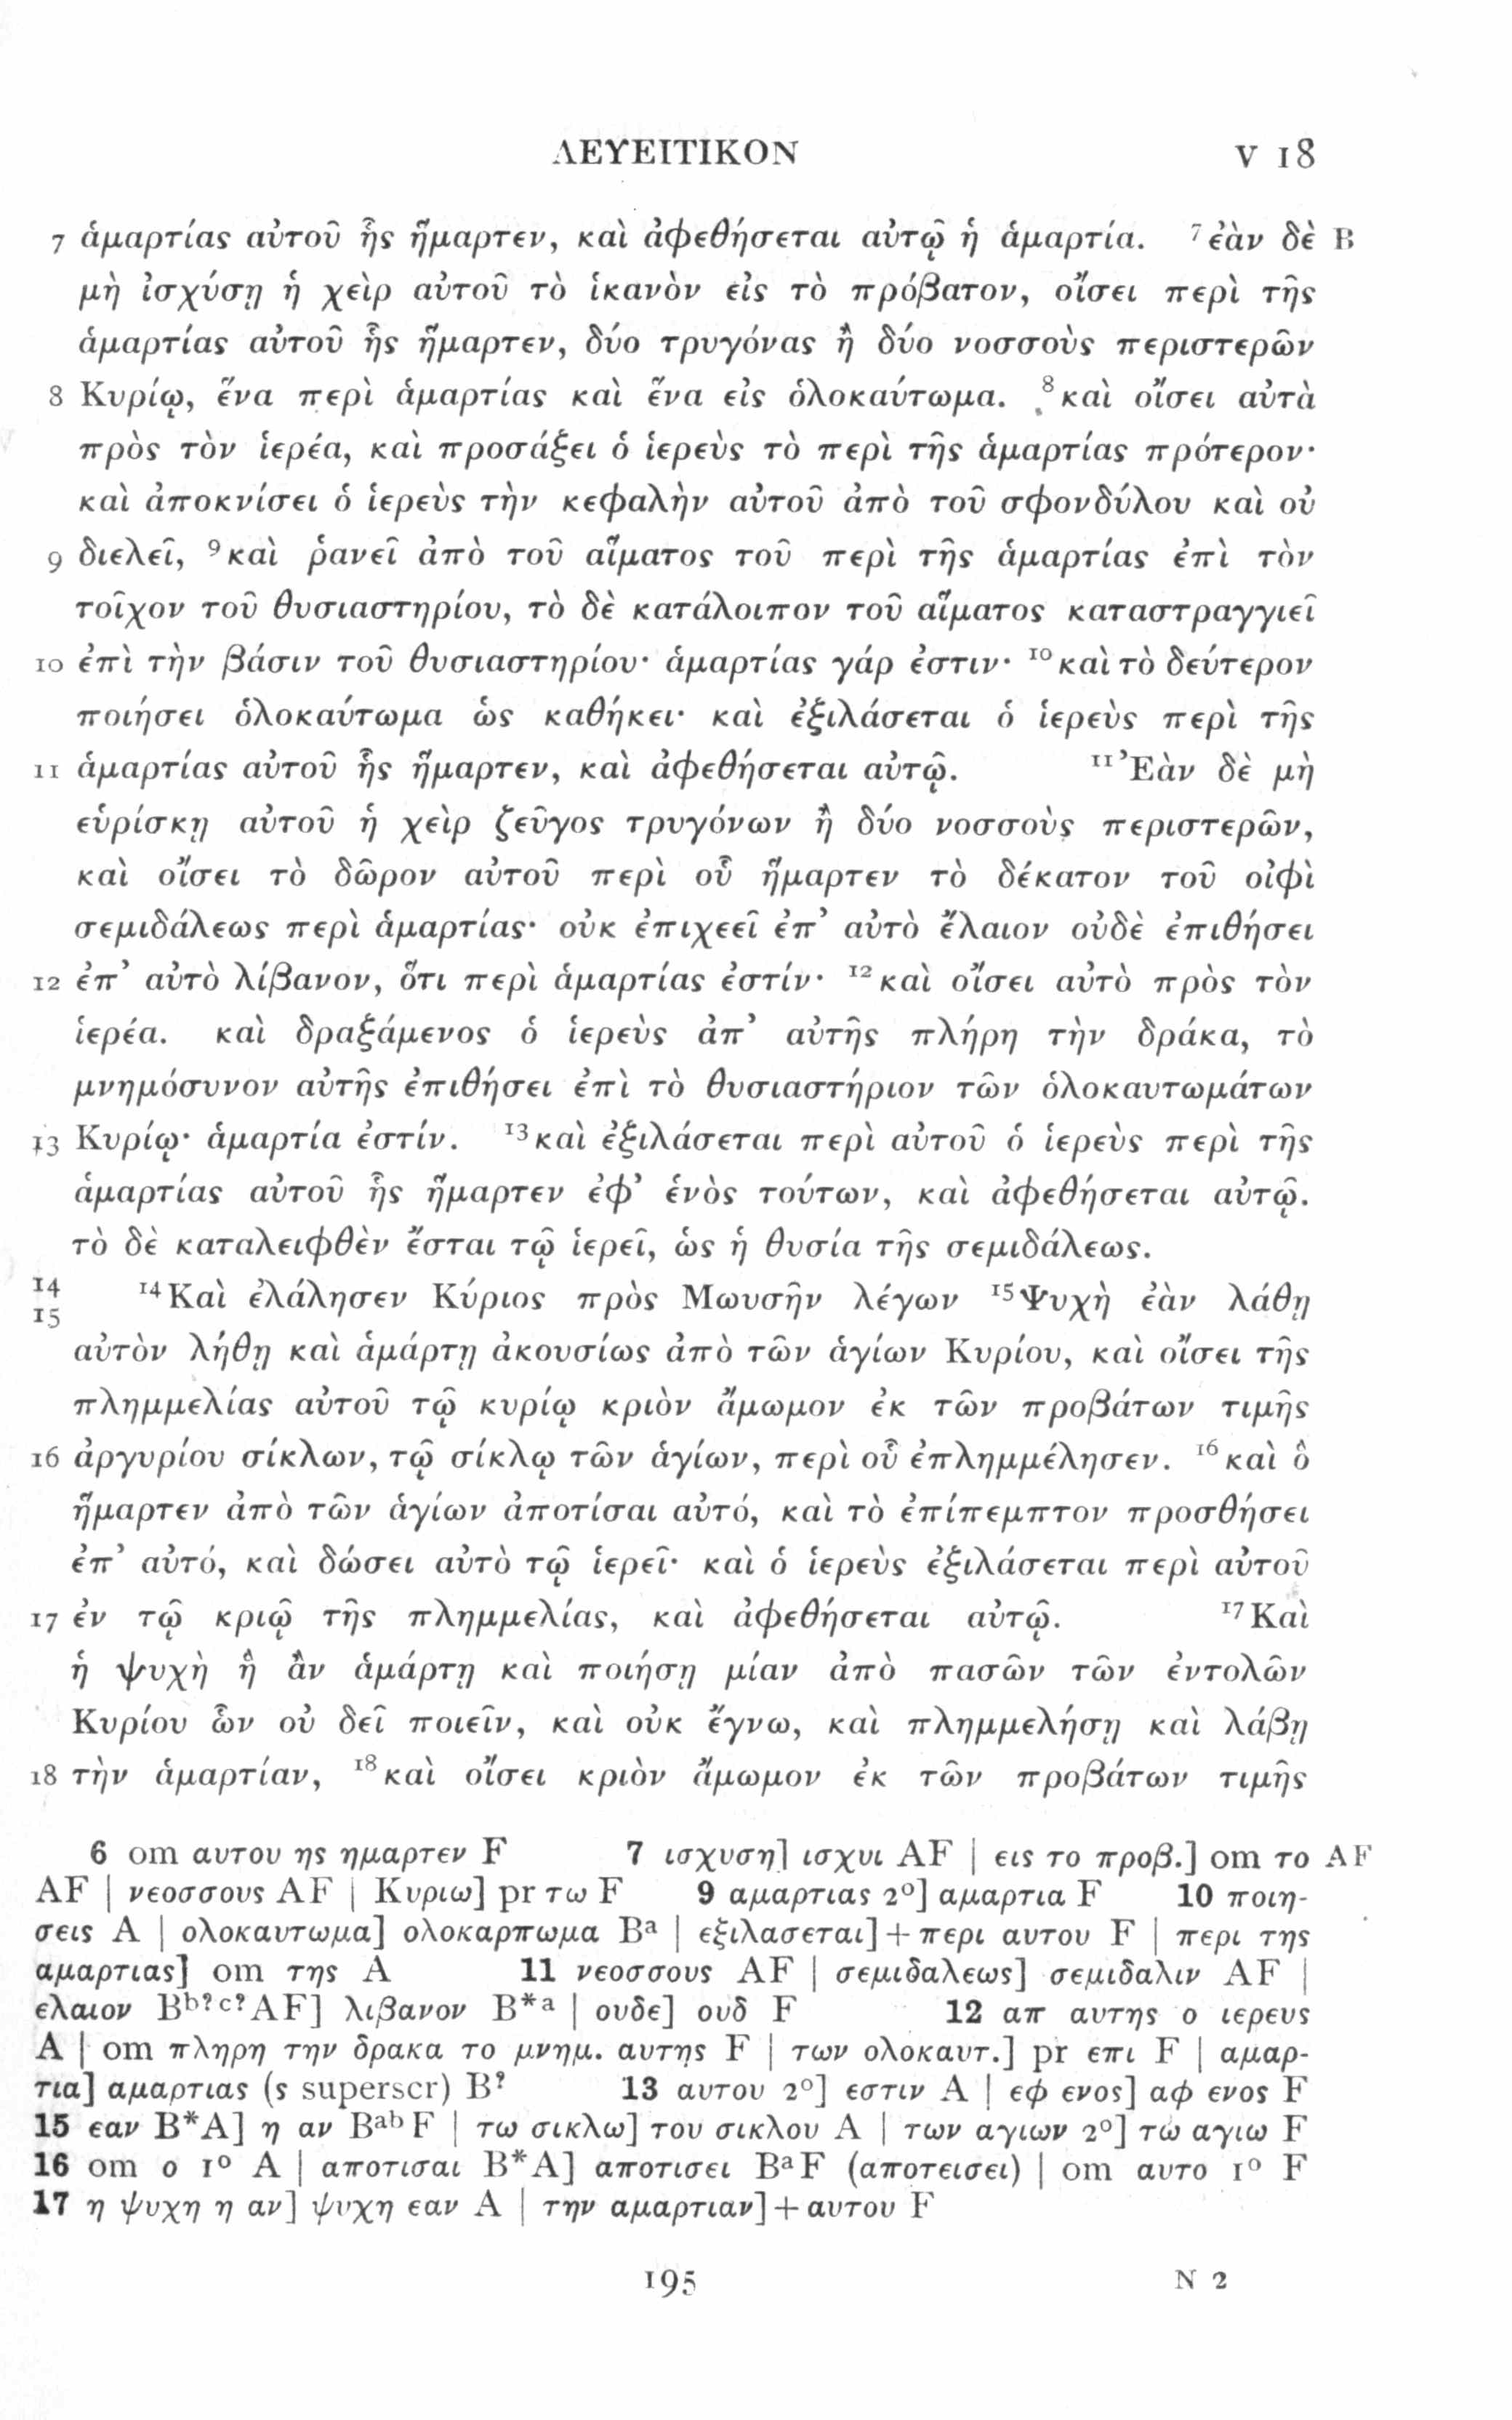 ΛΕΥΕΙΤΙΚΟΝ V 18
7 ἁμαρτίας αὐτοῦ ἧς ἥμαρτεν, καὶ ἀφεθήσεται αὐτῷ ἡ ἁμαρτία. ⁷ἐὰν δὲ B
μὴ ἰσχύσῃ ἡ χεὶρ αὐτοῦ τὸ ἱκανὸν εἰς τὸ πρόβατον, οἴσει περὶ τῆς
ἁμαρτίας αὐτοῦ ἧς ἥμαρτεν, δύο τρυγόνας ἢ δύο νοσσοὺς περιστερῶν
8 Κυρίῳ, ἕνα περὶ ἁμαρτίας καὶ ἕνα εἰς ὁλοκαύτωμα. ⁸καὶ οἴσει αὐτὰ
πρὸς τὸν ἱερέα, καὶ προσάξει ὁ ἱερεὺς τὸ περὶ τῆς ἁμαρτίας πρότερον·
καὶ ἀποκνίσει ὁ ἱερεὺς τὴν κεφαλὴν αὐτοῦ ἀπὸ τοῦ σφονδύλου καὶ οὐ
9 διελεῖ, ⁹καὶ ῥανεῖ ἀπὸ τοῦ αἵματος τοῦ περὶ τῆς ἁμαρτίας ἐπὶ τὸν
τοῖχον τοῦ θυσιαστηρίου, τὸ δὲ κατάλοιπον τοῦ αἵματος καταστραγγιεῖ
10 ἐπὶ τὴν βάσιν τοῦ θυσιαστηρίου· ἁμαρτίας γάρ ἐστιν· ¹⁰καὶ τὸ δεύτερον
ποιήσει ὁλοκαύτωμα ὡς καθήκει· καὶ ἐξιλάσεται ὁ ἱερεὺς περὶ τῆς
11 ἁμαρτίας αὐτοῦ ἧς ἥμαρτεν, καὶ ἀφεθήσεται αὐτῷ. ¹¹Ἐὰν δὲ μὴ
εὑρίσκῃ αὐτοῦ ἡ χεὶρ ζεῦγος τρυγόνων ἢ δύο νοσσοὺς περιστερῶν,
καὶ οἴσει τὸ δῶρον αὐτοῦ περὶ οὗ ἥμαρτεν τὸ δέκατον τοῦ οἰφὶ
σεμιδάλεως περὶ ἁμαρτίας· οὐκ ἐπιχεεῖ ἐπ’ αὐτὸ ἔλαιον οὐδὲ ἐπιθήσει
12 ἐπ’ αὐτὸ λίβανον, ὅτι περὶ ἁμαρτίας ἐστίν· ¹²καὶ οἴσει αὐτὸ πρὸς τὸν
ἱερέα. καὶ δραξάμενος ὁ ἱερεὺς ἀπ’ αὐτῆς πλήρη τὴν δράκα, τὸ
μνημόσυνον αὐτῆς ἐπιθήσει ἐπὶ τὸ θυσιαστήριον τῶν ὁλοκαυτωμάτων
13 Κυρίῳ· ἁμαρτία ἐστίν. ¹³καὶ ἐξιλάσεται περὶ αὐτοῦ ὁ ἱερεὺς περὶ τῆς
ἁμαρτίας αὐτοῦ ἧς ἥμαρτεν ἐφ’ ἑνὸς τούτων, καὶ ἀφεθήσεται αὐτῷ.
τὸ δὲ καταλειφθὲν ἔσται τῷ ἱερεῖ, ὡς ἡ θυσία τῆς σεμιδάλεως.
14 ¹⁴Καὶ ἐλάλησεν Κύριος πρὸς Μωυσῆν λέγων ¹⁵Ψυχὴ ἐὰν λάθῃ
15
αὐτὸν λήθῃ καὶ ἁμάρτῃ ἀκουσίως ἀπὸ τῶν ἁγίων Κυρίου, καὶ οἴσει τῆς
πλημμελίας αὐτοῦ τῷ κυρίῳ κριὸν ἄμωμον ἐκ τῶν προβάτων τιμῆς
16 ἀργυρίου σίκλων, τῷ σίκλῳ τῶν ἁγίων, περὶ οὗ ἐπλημμέλησεν. ¹⁶καὶ ὃ
ἥμαρτεν ἀπὸ τῶν ἁγίων ἀποτίσαι αὐτό, καὶ τὸ ἐπίπεμπτον προσθήσει
ἐπ’ αὐτό, καὶ δώσει αὐτὸ τῷ ἱερεῖ· καὶ ὁ ἱερεὺς ἐξιλάσεται περὶ αὐτοῦ
17 ἐν τῷ κριῷ τῆς πλημμελίας, καὶ ἀφεθήσεται αὐτῷ. ¹⁷Καὶ
ἡ ψυχὴ ἣ ἂν ἁμάρτῃ καὶ ποιήσῃ μίαν ἀπὸ πασῶν τῶν ἐντολῶν
Κυρίου ὧν οὐ δεῖ ποιεῖν, καὶ οὐκ ἔγνω, καὶ πλημμελήσῃ καὶ λάβῃ
18 τὴν ἁμαρτίαν, ¹⁸καὶ οἴσει κριὸν ἄμωμον ἐκ τῶν προβάτων τιμῆς
6 om αυτου ης ημαρτεν F 7 ισχυση] ισχυι AF | εις το προβ.] om το AF
AF | νεοσσους AF | Κυριω] pr τω F 9 αμαρτιας 2º] αμαρτια F 10 ποιη-
σεις A | ολοκαυτωμα] ολοκαρπωμα Bᵃ | εξιλασεται] + περι αυτου F | περι της
αμαρτιας] om της A 11 νεοσσους AF | σεμιδαλεως] σεμιδαλιν AF |
ελαιον Bᵇ?ᶜ?AF] λιβανον B*ᵃ | ουδε] ουδ F 12 απ αυτης ο ιερευς
A | om πληρη την δρακα το μνημ. αυτης F | των ολοκαυτ.] pr επι F | αμαρ-
τια] αμαρτιας (s superscr) B? 13 αυτου 2º] εστιν A | εφ ενος] αφ ενος F
15 εαν B*A] η αν Bᵃᵇ F | τω σικλω] του σικλου A | των αγιων 2º] τω αγιω F
16 om ο 1º A | αποτισαι B*A] αποτισει BᵃF (αποτεισει) | om αυτο 1º F
17 η ψυχη η αν] ψυχη εαν A | την αμαρτιαν] + αυτου F
195 N 2